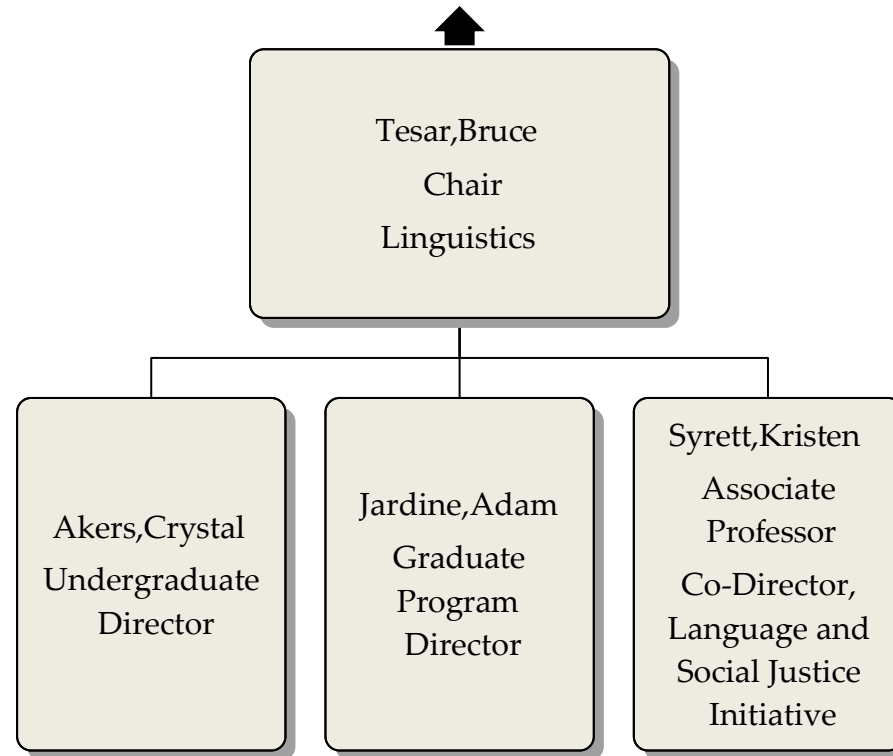 Tesar,Bruce
Chair
Linguistics
Akers,Crystal
Undergraduate
Director
Jardine,Adam
Graduate
Program
Director
Syrett,Kristen
Associate
Professor
Co-Director,
Language and
Social Justice
Initiative